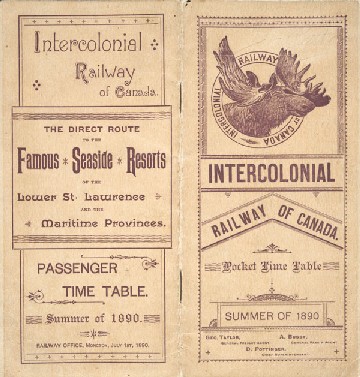 Intercolonial
Railway
of Canada.
THE DIRECT ROUTE
TO THE
Famous Seaside Resorts
OF THE
Lower St. Lawrence
AND THE
Maritime Provinces.
PASSENGER
TIME TABLE.
Summer of 1890.
RAILWAY OFFICE, MONCTON, JULY 1ST, 1890.
INTERCOLONIAL RAILWAY OF CANADA
INTERCOLONIAL
RAILWAY OF CANADA.
Pocket Time Table
SUMMER OF 1890
GEO. TAYLOR, A. BUSBY,
D. POTTINGER,